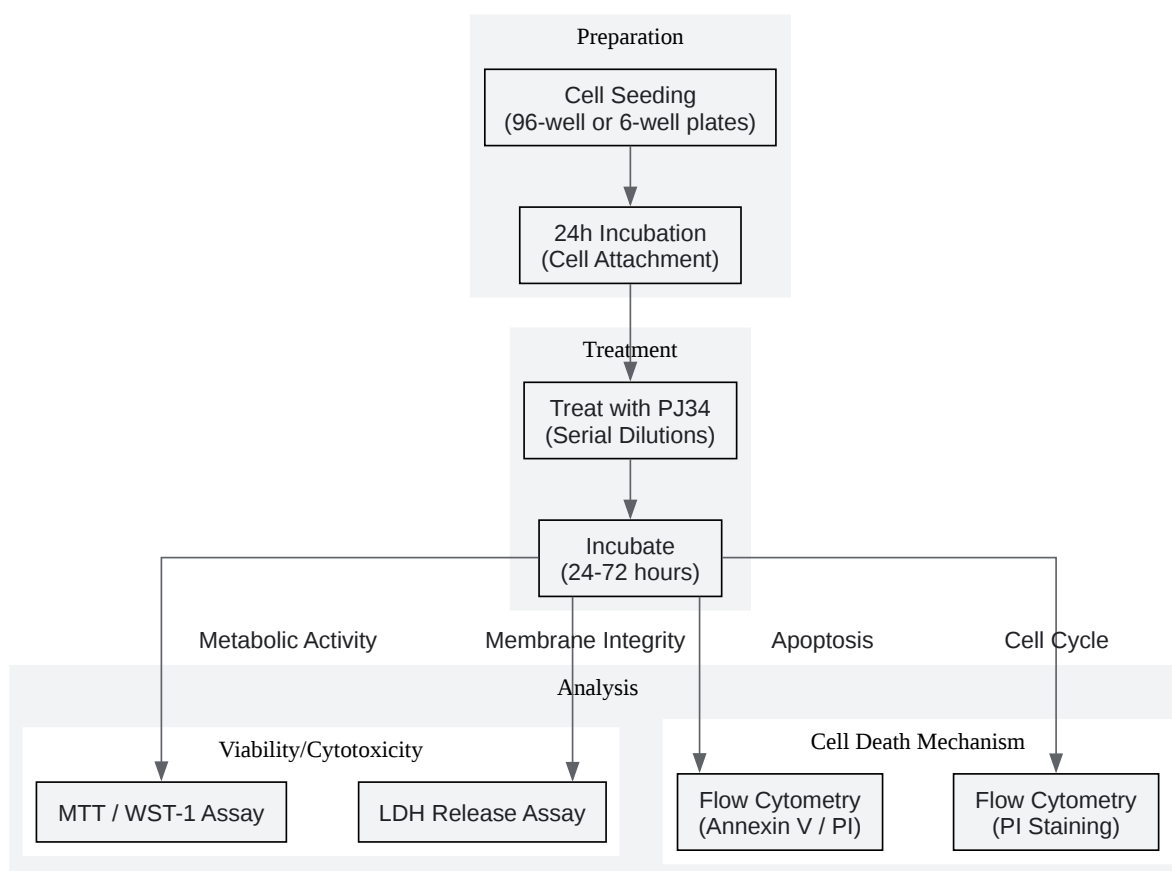 Preparation
Cell Seeding
(96-well or 6-well plates)
24h Incubation
(Cell Attachment)
Treatment
Treat with PJ34
(Serial Dilutions)
Incubate
(24-72 hours)
Metabolic Activity
Membrane Integrity
Apoptosis
Cell Cycle
Analysis
Viability/Cytotoxicity
Cell Death Mechanism
MTT / WST-1 Assay
LDH Release Assay
Flow Cytometry
(Annexin V / PI)
Flow Cytometry
(PI Staining)